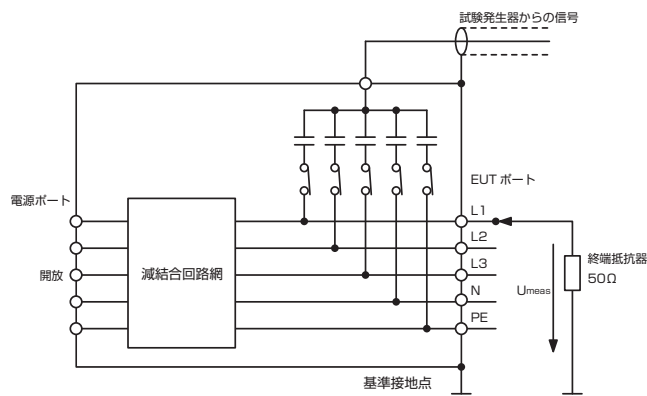 試験発生器からの信号
EUT ポート
電源ポート
L1
L2
減結合回路網
開放
L3
終端抵抗器
50Ω
Umeas
N
PE
基準接地点